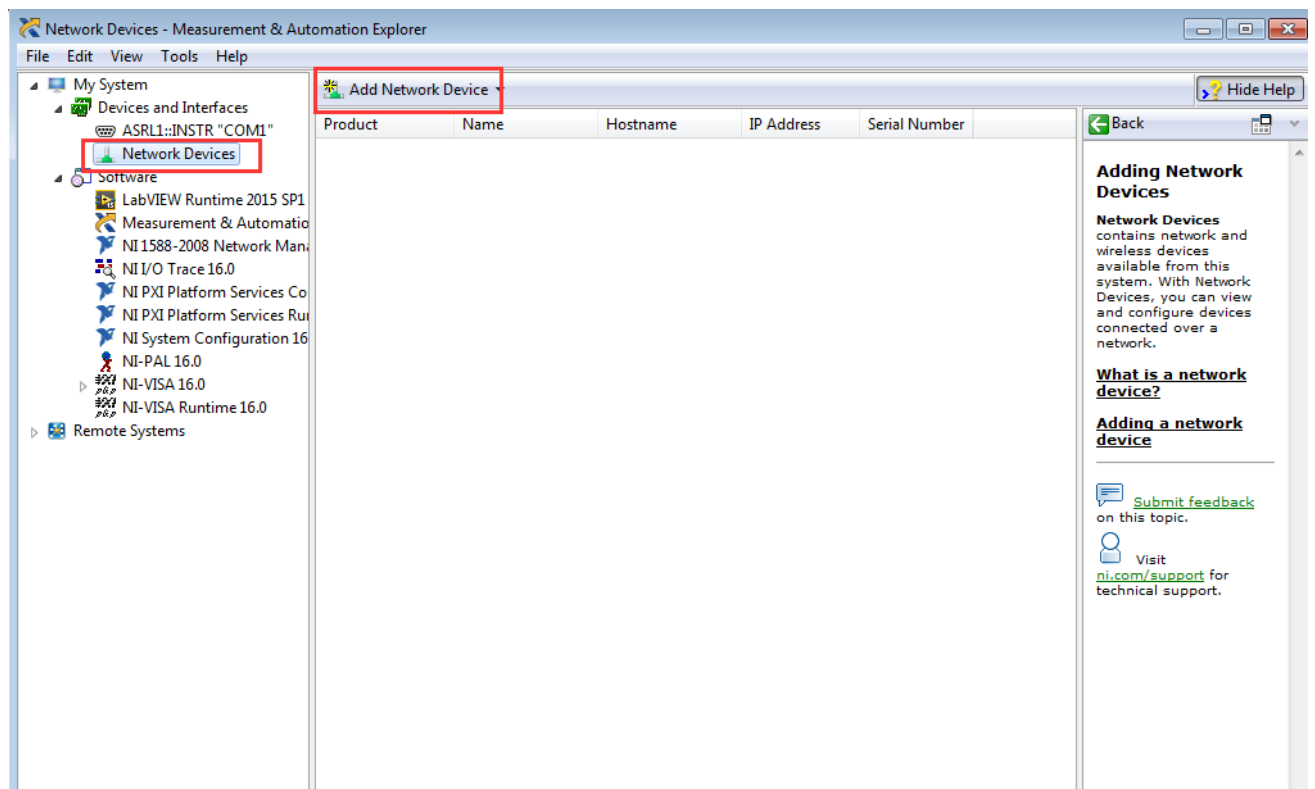 Network Devices - Measurement & Automation Explorer
File Edit View Tools Help
My System
Devices and Interfaces
ASRL1::INSTR "COM1"
Network Devices
Software
LabVIEW Runtime 2015 SP1
Measurement & Automatio
NI 1588-2008 Network Mana
NI I/O Trace 16.0
NI PXI Platform Services Co
NI PXI Platform Services Ru
NI System Configuration 16
NI-PAL 16.0
NI-VISA 16.0
NI-VISA Runtime 16.0
Remote Systems
Add Network Device
Hide Help
Product Name Hostname IP Address Serial Number
Back
Adding Network
Devices
Network Devices
contains network and
wireless devices
available from this
system. With Network
Devices, you can view
and configure devices
connected over a
network.
What is a network
device?
Adding a network
device
Submit feedback
on this topic.
Visit
ni.com/support for
technical support.